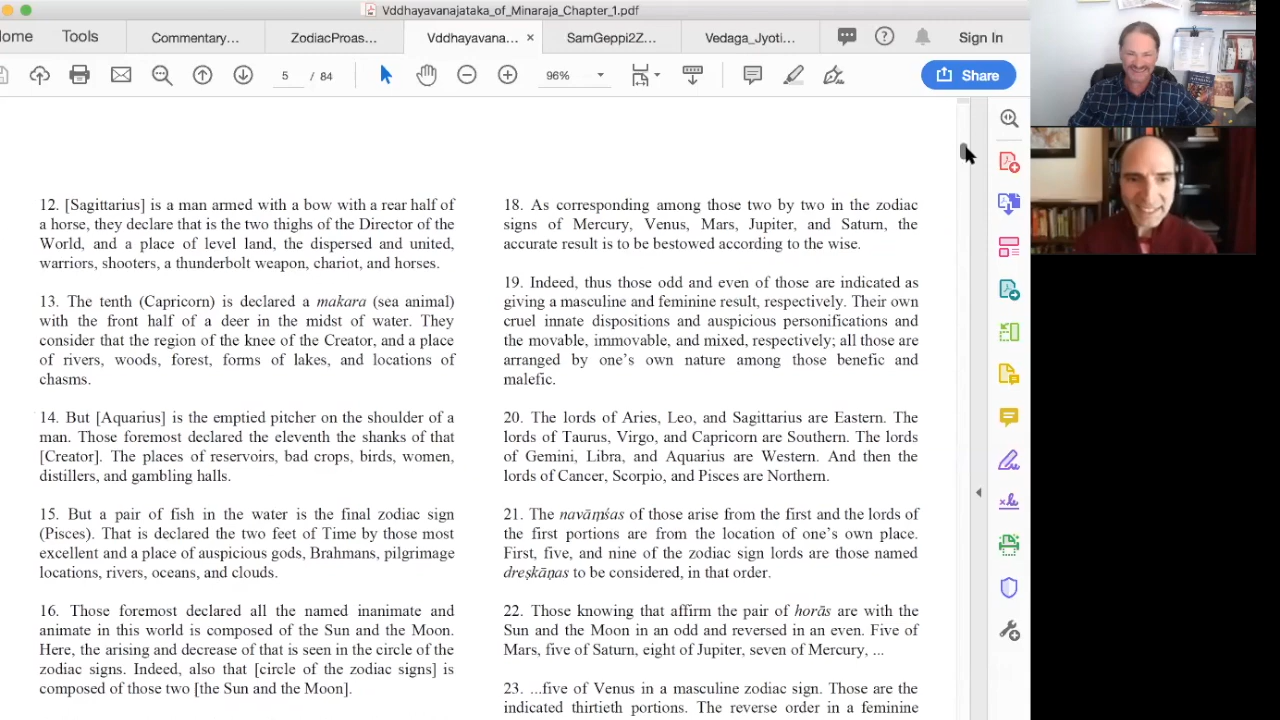 Vddhayavanajataka_of_Minaraja_Chapter_1.pdf
ome
Tools
Commentary...
ZodiacProas...
Vddhayavana...
×
SamGeppi2Z...
Vedaga_Jyoti...
Sign In
5 / 84
96%
Share
12. [Sagittarius] is a man armed with a bow with a rear half of
a horse, they declare that is the two thighs of the Director of the
World, and a place of level land, the dispersed and united,
warriors, shooters, a thunderbolt weapon, chariot, and horses.
13. The tenth (Capricorn) is declared a makara (sea animal)
with the front half of a deer in the midst of water. They
consider that the region of the knee of the Creator, and a place
of rivers, woods, forest, forms of lakes, and locations of
chasms.
14. But [Aquarius] is the emptied pitcher on the shoulder of a
man. Those foremost declared the eleventh the shanks of that
[Creator]. The places of reservoirs, bad crops, birds, women,
distillers, and gambling halls.
15. But a pair of fish in the water is the final zodiac sign
(Pisces). That is declared the two feet of Time by those most
excellent and a place of auspicious gods, Brahmans, pilgrimage
locations, rivers, oceans, and clouds.
16. Those foremost declared all the named inanimate and
animate in this world is composed of the Sun and the Moon.
Here, the arising and decrease of that is seen in the circle of the
zodiac signs. Indeed, also that [circle of the zodiac signs] is
composed of those two [the Sun and the Moon].
18. As corresponding among those two by two in the zodiac
signs of Mercury, Venus, Mars, Jupiter, and Saturn, the
accurate result is to be bestowed according to the wise.
19. Indeed, thus those odd and even of those are indicated as
giving a masculine and feminine result, respectively. Their own
cruel innate dispositions and auspicious personifications and
the movable, immovable, and mixed, respectively; all those are
arranged by one’s own nature among those benefic and
malefic.
20. The lords of Aries, Leo, and Sagittarius are Eastern. The
lords of Taurus, Virgo, and Capricorn are Southern. The lords
of Gemini, Libra, and Aquarius are Western. And then the
lords of Cancer, Scorpio, and Pisces are Northern.
21. The navāṃśas of those arise from the first and the lords of
the first portions are from the location of one’s own place.
First, five, and nine of the zodiac sign lords are those named
dreṣkāṇas to be considered, in that order.
22. Those knowing that affirm the pair of horās are with the
Sun and the Moon in an odd and reversed in an even. Five of
Mars, five of Saturn, eight of Jupiter, seven of Mercury, ...
23. ...five of Venus in a masculine zodiac sign. Those are the
indicated thirtieth portions. The reverse order in a feminine